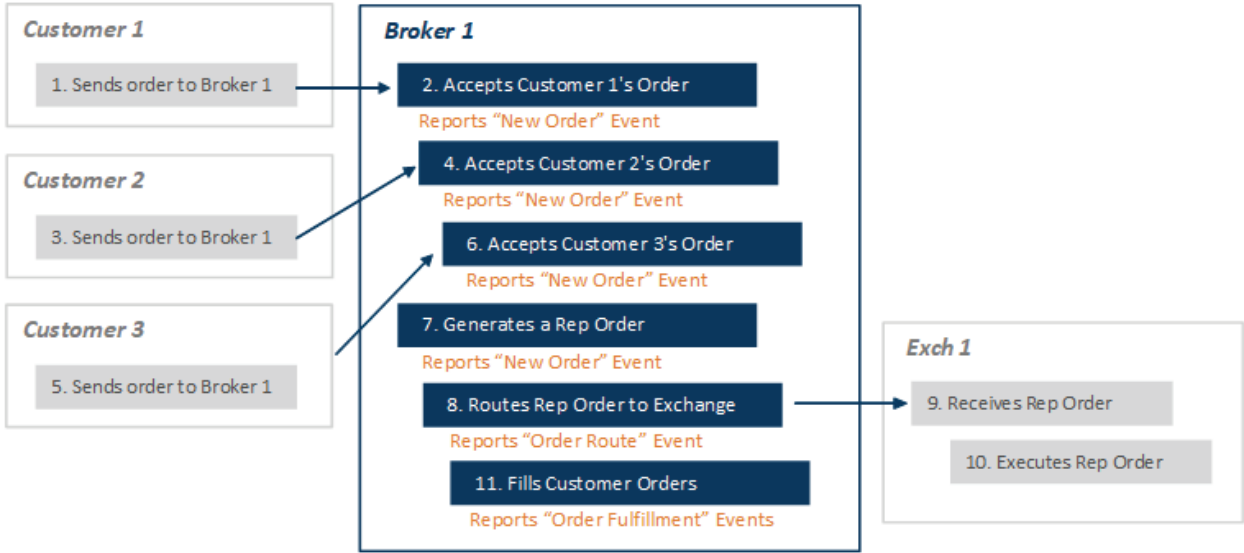 Customer 1
1. Sends order to Broker 1
Customer 2
3. Sends order to Broker 1
Customer 3
5. Sends order to Broker 1
Broker 1
2. Accepts Customer 1's Order
Reports “New Order” Event
4. Accepts Customer 2's Order
Reports “New Order” Event
6. Accepts Customer 3's Order
Reports “New Order” Event
7. Generates a Rep Order
Reports “New Order” Event
8. Routes Rep Order to Exchange
Reports “Order Route” Event
11. Fills Customer Orders
Reports “Order Fulfillment” Events
Exch 1
9. Receives Rep Order
10. Executes Rep Order